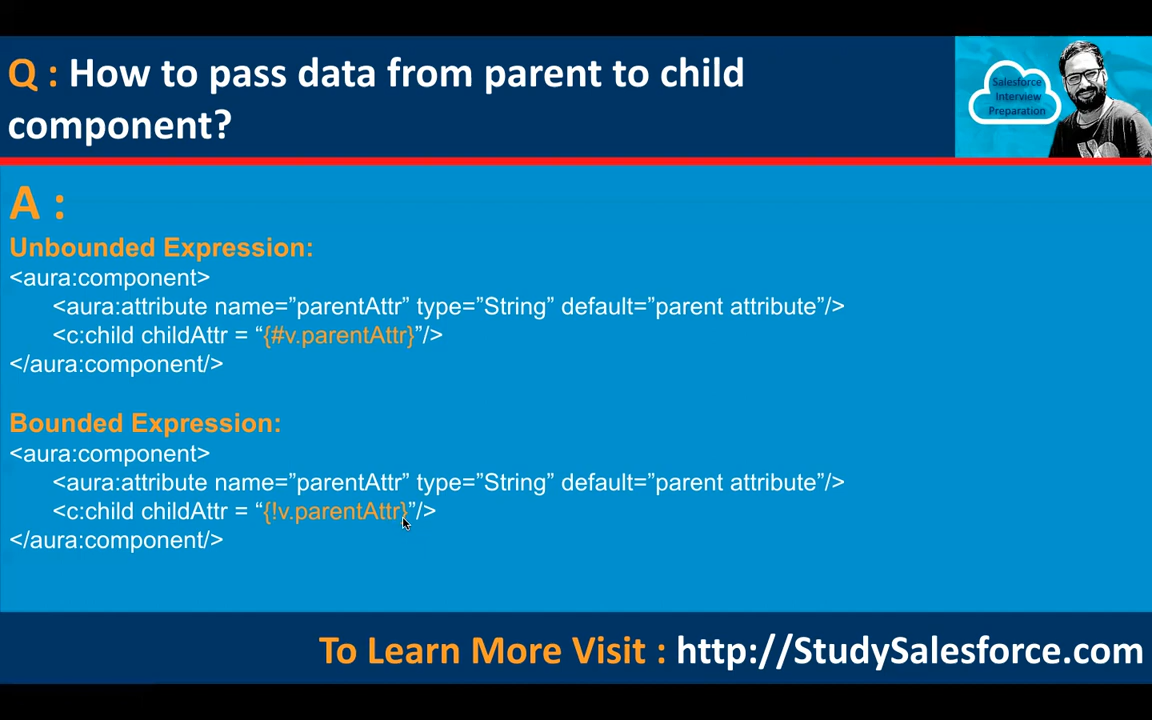 Q : How to pass data from parent to child
component?
Salesforce
Interview
Preparation
A :
Unbounded Expression:
<aura:component>
<aura:attribute name=”parentAttr” type=”String” default=”parent attribute”/>
<c:child childAttr = “{#v.parentAttr}”/>
</aura:component/>
Bounded Expression:
<aura:component>
<aura:attribute name=”parentAttr” type=”String” default=”parent attribute”/>
<c:child childAttr = “{!v.parentAttr}”/>
</aura:component/>
To Learn More Visit : http://StudySalesforce.com